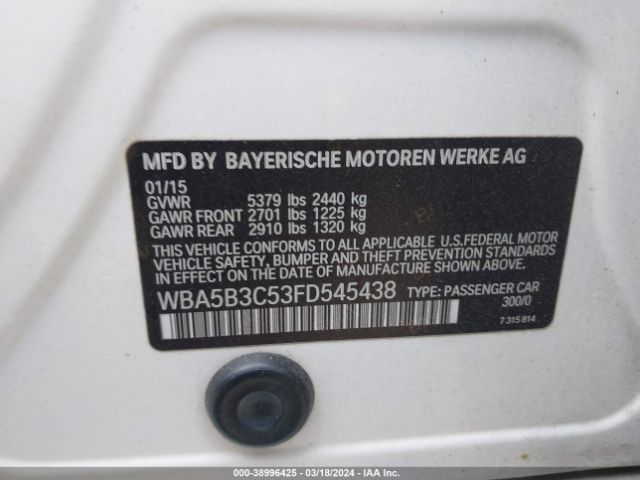 MFD BY BAYERISCHE MOTOREN WERKE AG
01/15
GVWR 5379 lbs 2440 kg
GAWR FRONT 2701 lbs 1225 kg
GAWR REAR 2910 lbs 1320 kg
THIS VEHICLE CONFORMS TO ALL APPLICABLE U.S.FEDERAL MOTOR
VEHICLE SAFETY, BUMPER AND THEFT PREVENTION STANDARDS
IN EFFECT ON THE DATE OF MANUFACTURE SHOWN ABOVE.
WBA5B3C53FD545438 TYPE: PASSENGER CAR
300/0
7315814
000-38996425 | 03/18/2024 | IAA Inc.